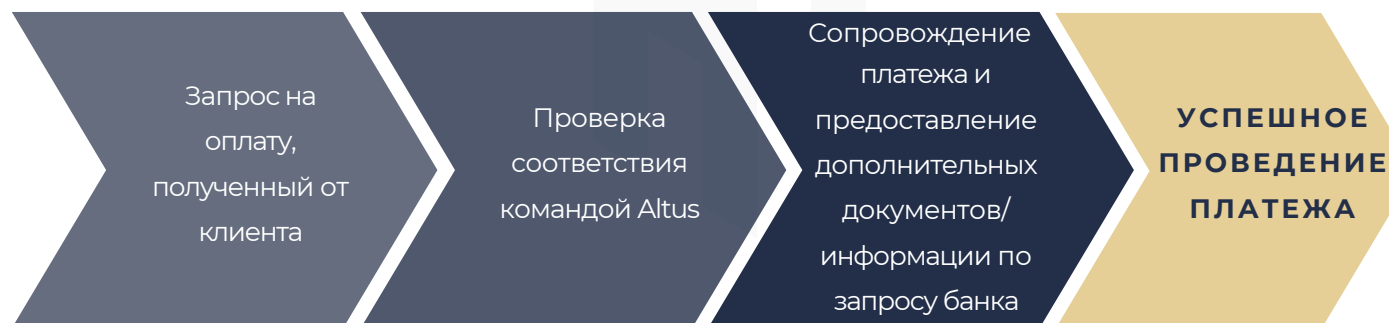 Запрос на
оплату,
полученный от
клиента
Проверка
соответствия
командой Altus
Сопровождение
платежа и
предоставление
дополнительных
документов/
информации по
запросу банка
УСПЕШНОЕ
ПРОВЕДЕНИЕ
ПЛАТЕЖА